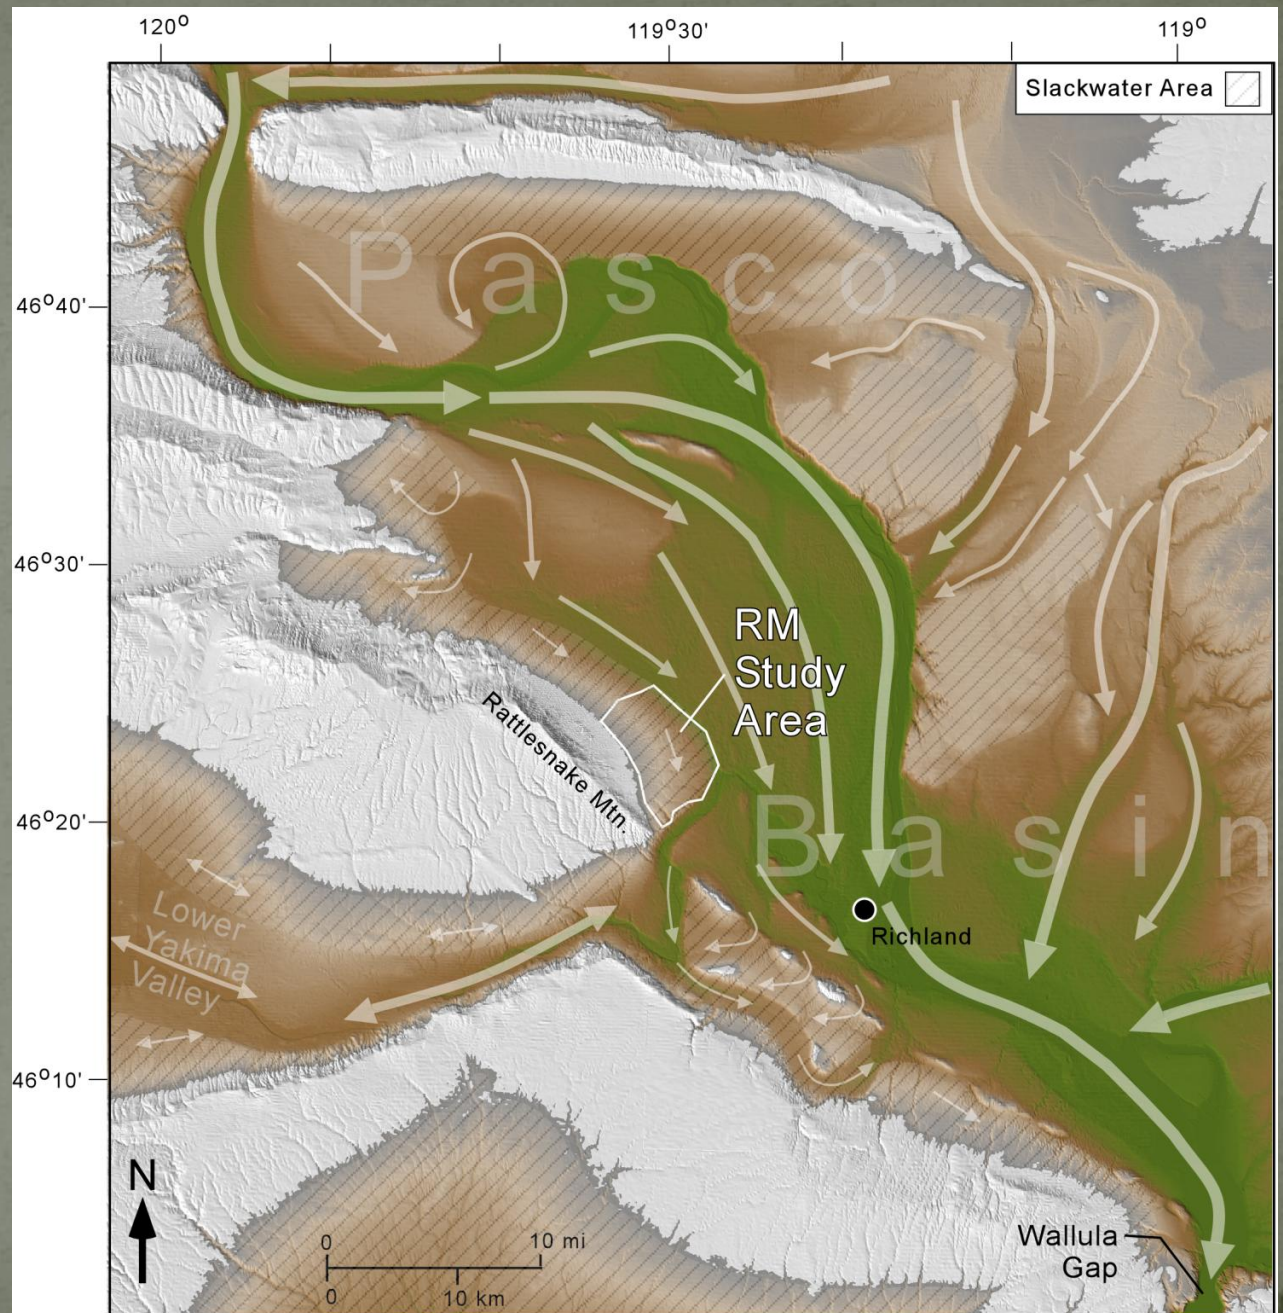 120°
119°30'
119°
Slackwater Area
Pasco
46°40'
46°30'
RM
Study
Area
Rattlesnake Mtn.
46°20'
Basin
Lower
Yakima
Valley
Richland
46°10'
N
0
10 mi
0
10 km
Wallula
Gap